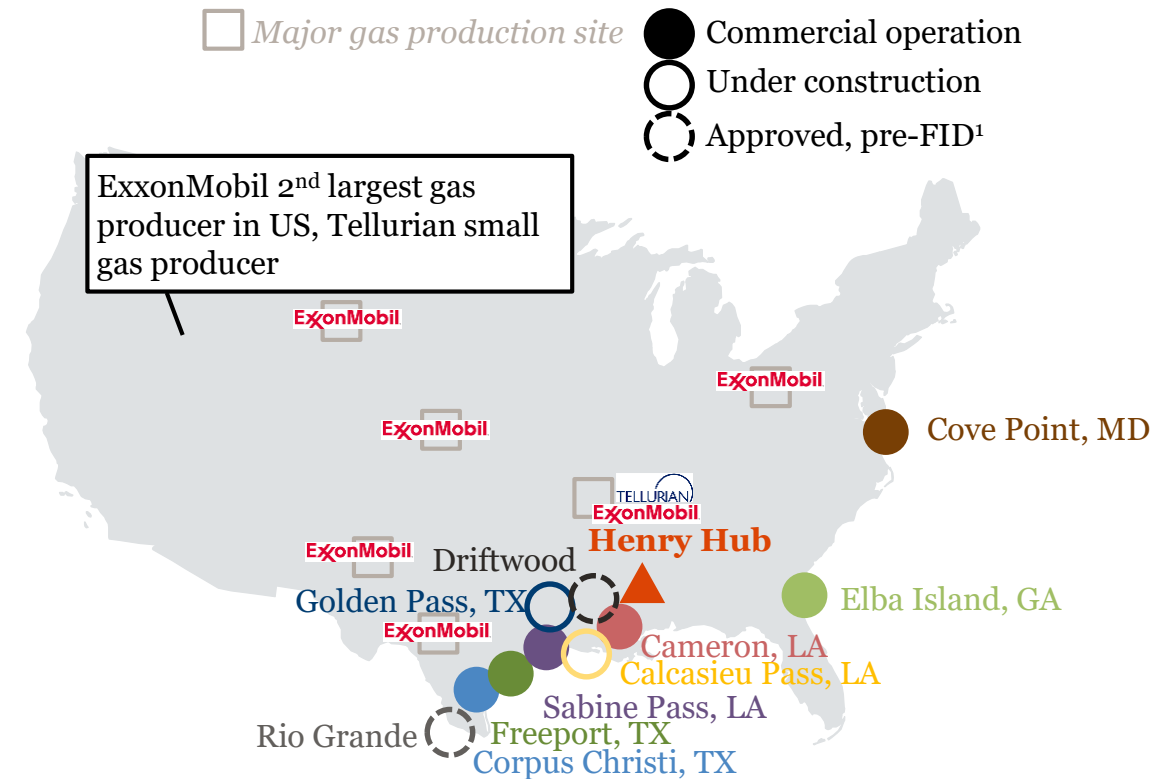 Major gas production site
Commercial operation
Under construction
Approved, pre-FID¹
ExxonMobil 2nd largest gas
producer in US, Tellurian small
gas producer
ExxonMobil
ExxonMobil
ExxonMobil
Cove Point, MD
TELLURIAN
ExxonMobil
Henry Hub
ExxonMobil
Driftwood
Golden Pass, TX
Elba Island, GA
ExxonMobil
Cameron, LA
Calcasieu Pass, LA
Sabine Pass, LA
Rio Grande
Freeport, TX
Corpus Christi, TX